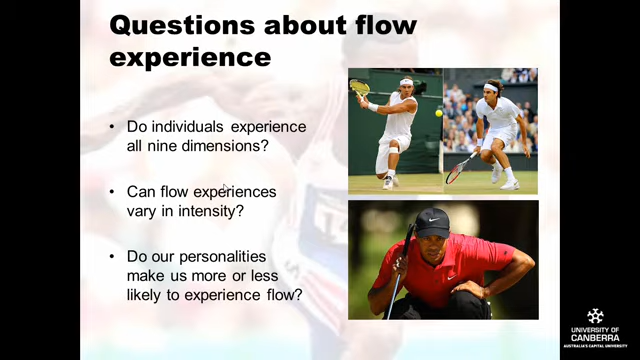 Questions about flow
experience
• Do individuals experience
all nine dimensions?
• Can flow experiences
vary in intensity?
• Do our personalities
make us more or less
likely to experience flow?
UNIVERSITY OF
CANBERRA
AUSTRALIA'S CAPITAL UNIVERSITY